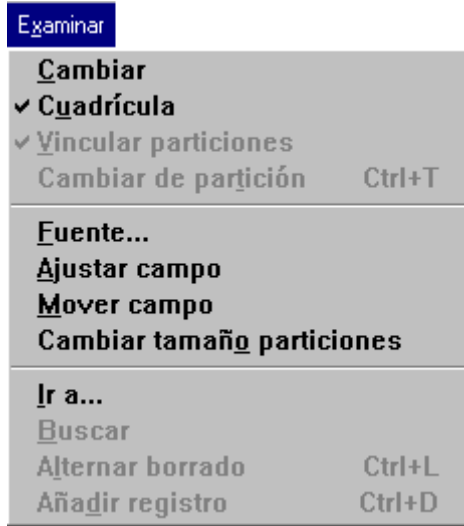 Examinar
Cambiar
Cuadrícula
Vincular particiones
Cambiar de partición Ctrl+T
Fuente...
Ajustar campo
Mover campo
Cambiar tamaño particiones
Ir a...
Buscar
Alternar borrado Ctrl+L
Añadir registro Ctrl+D